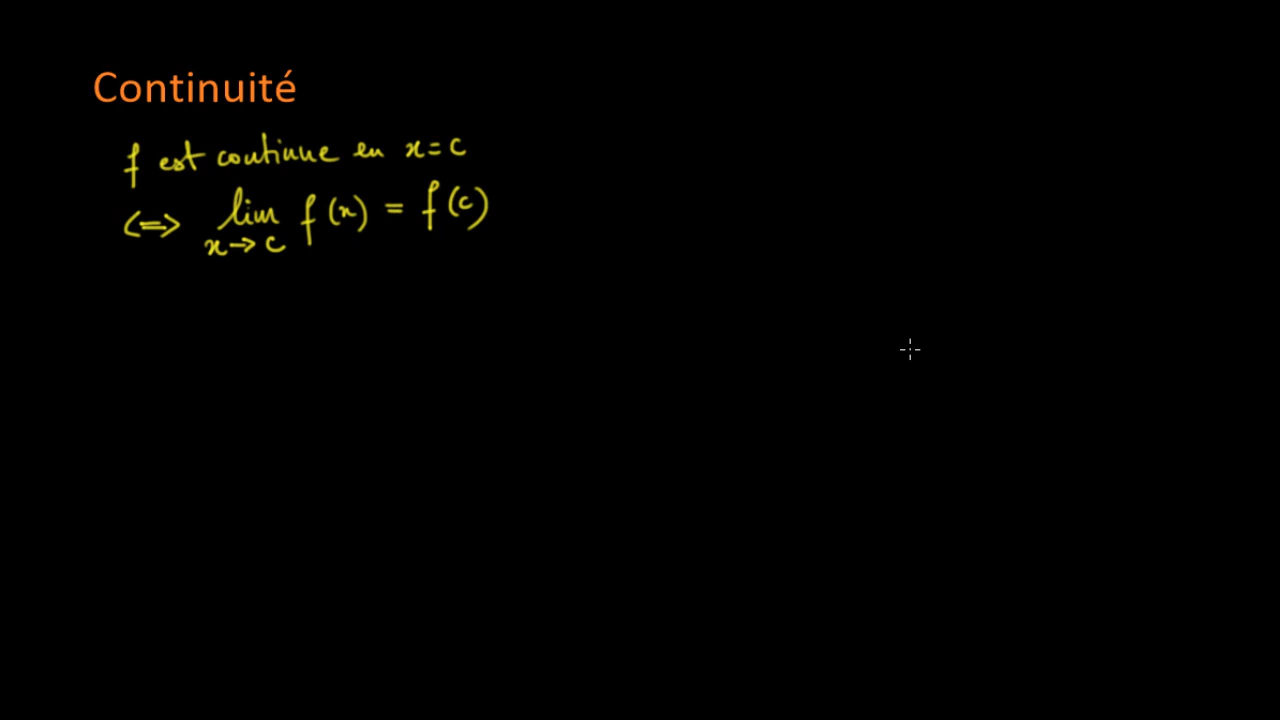 Continuité
f est continue en x = c
<=> lim f(x) = f(c)
x→c